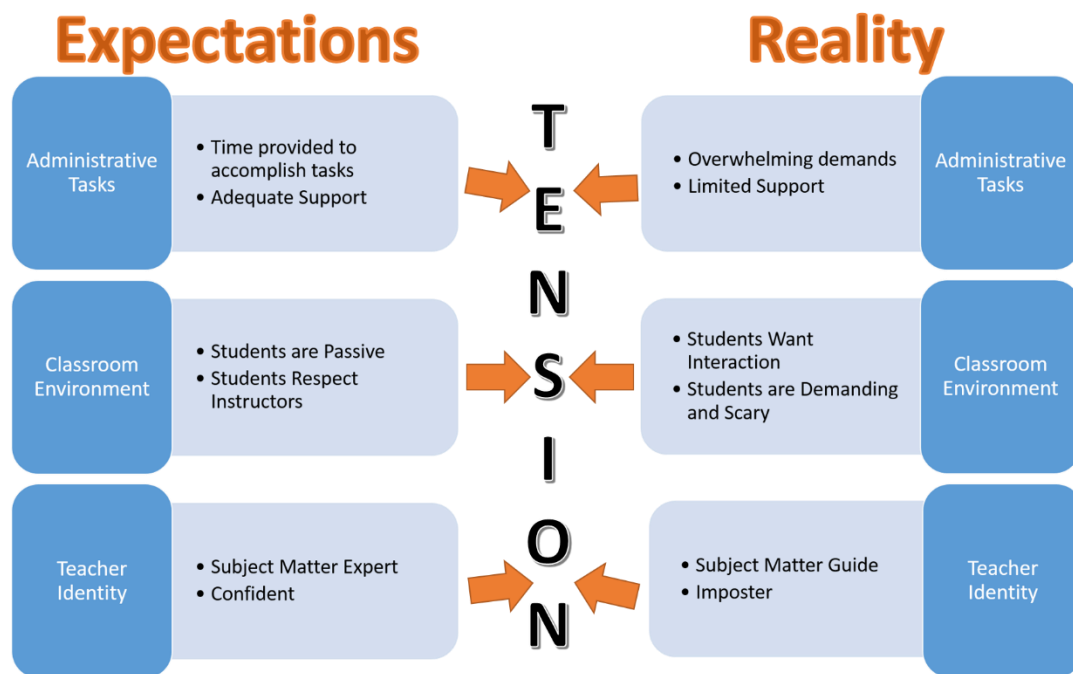 Expectations
Reality
Administrative
Tasks
• Time provided to
accomplish tasks
• Adequate Support
T
E
N
S
I
O
N
• Overwhelming demands
• Limited Support
Administrative
Tasks
Classroom
Environment
• Students are Passive
• Students Respect
Instructors
• Students Want
Interaction
• Students are Demanding
and Scary
Classroom
Environment
Teacher
Identity
• Subject Matter Expert
• Confident
• Subject Matter Guide
• Imposter
Teacher
Identity